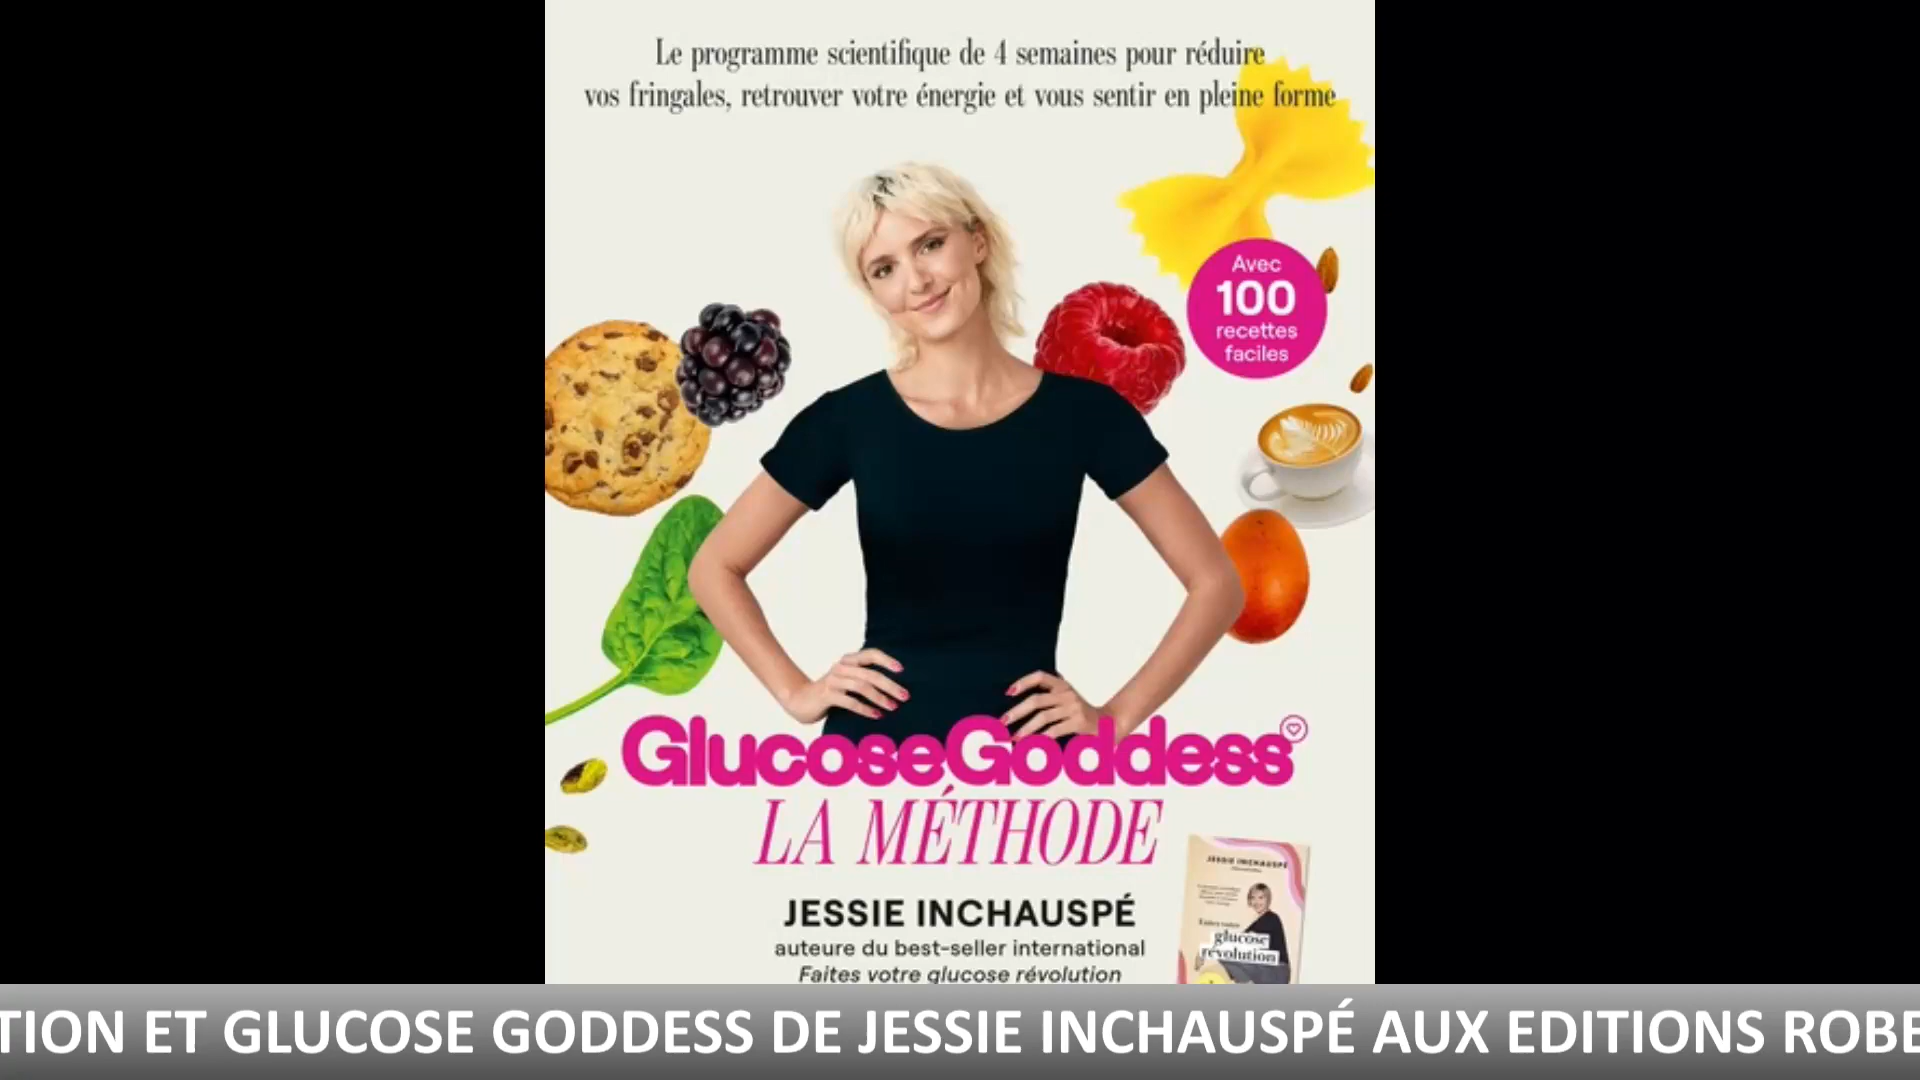 Le programme scientifique de 4 semaines pour réduire
vos fringales, retrouver votre énergie et vous sentir en pleine forme
Avec
100
recettes
faciles
GlucoseGoddess
LA MÉTHODE
JESSIE INCHAUSPÉ
auteure du best-seller international
Faites votre glucose révolution
JESSIE INCHAUSPÉ
glucose
révolution
TION ET GLUCOSE GODDESS DE JESSIE INCHAUSPÉ AUX EDITIONS ROBE